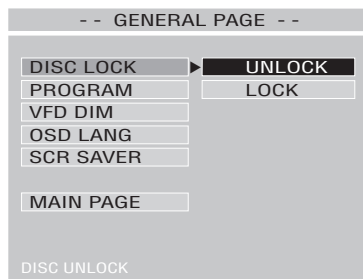 - - GENERAL PAGE - -
DISC LOCK UNLOCK
PROGRAM LOCK
VFD DIM
OSD LANG
SCR SAVER
MAIN PAGE
DISC UNLOCK